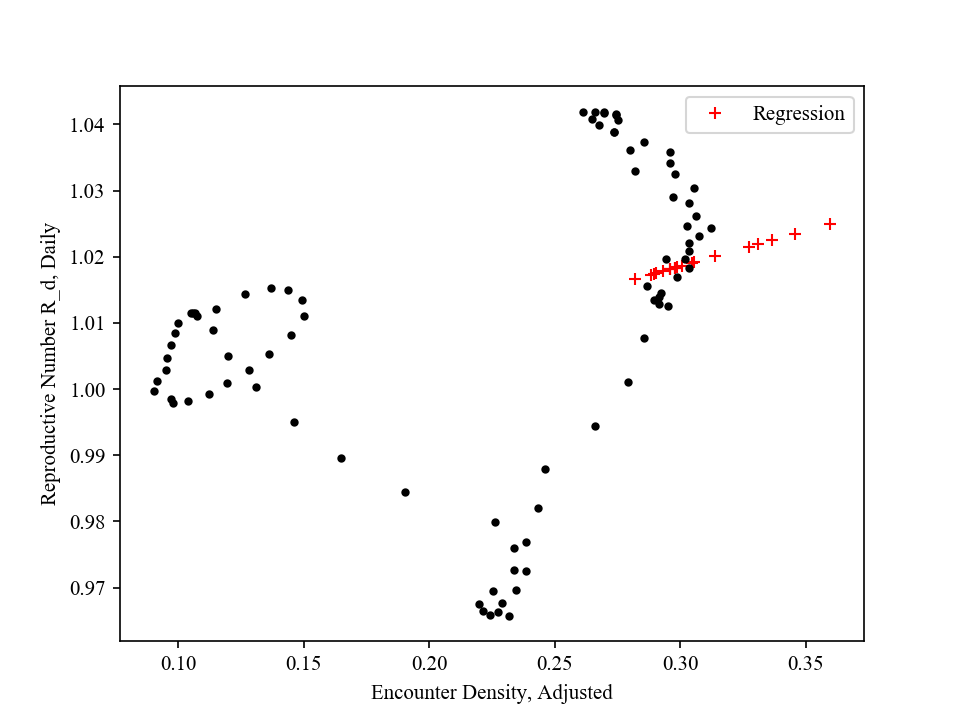 Regression
1.04
1.03
1.02
1.01
1.00
0.99
0.98
0.97
Reproductive Number R_d, Daily
0.10 0.15 0.20 0.25 0.30 0.35
Encounter Density, Adjusted